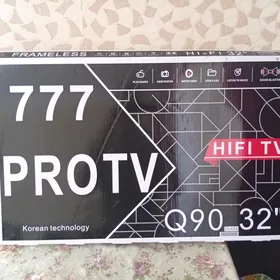 FRAMELESS HI-FI 32"
777
HIFI TV
PROTV
Korean technology
Q90 32"